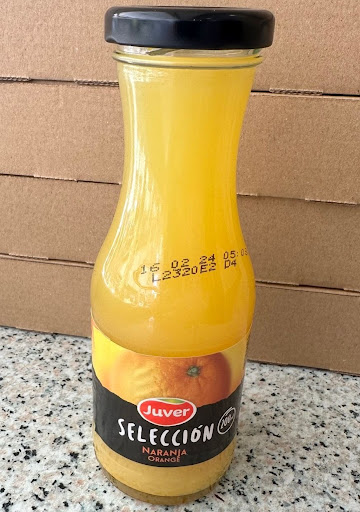 16 02 24 05:0
L2320E2 D4
Juver
SELECCIÓN
NARANJA
ORANGE